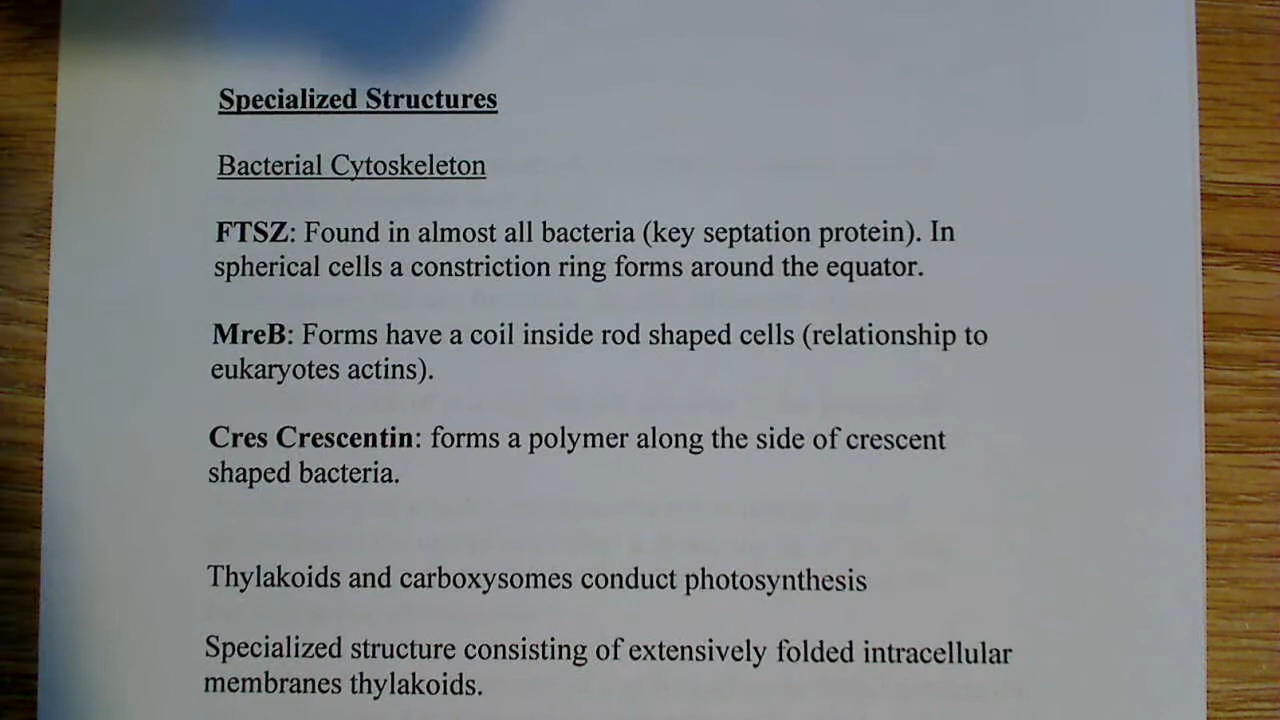 Specialized Structures
Bacterial Cytoskeleton
FTSZ: Found in almost all bacteria (key septation protein). In
spherical cells a constriction ring forms around the equator.
MreB: Forms have a coil inside rod shaped cells (relationship to
eukaryotes actins).
Cres Crescentin: forms a polymer along the side of crescent
shaped bacteria.
Thylakoids and carboxysomes conduct photosynthesis
Specialized structure consisting of extensively folded intracellular
membranes thylakoids.